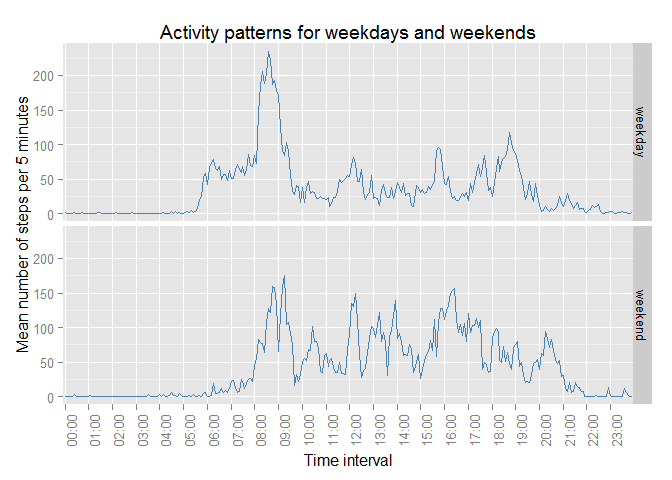 Activity patterns for weekdays and weekends
Mean number of steps per 5 minutes
200
150
100
50
0
weekday
200
150
100
50
0
weekend
00:00 01:00 02:00 03:00 04:00 05:00 06:00 07:00 08:00 09:00 10:00 11:00 12:00 13:00 14:00 15:00 16:00 17:00 18:00 19:00 20:00 21:00 22:00 23:00
Time interval